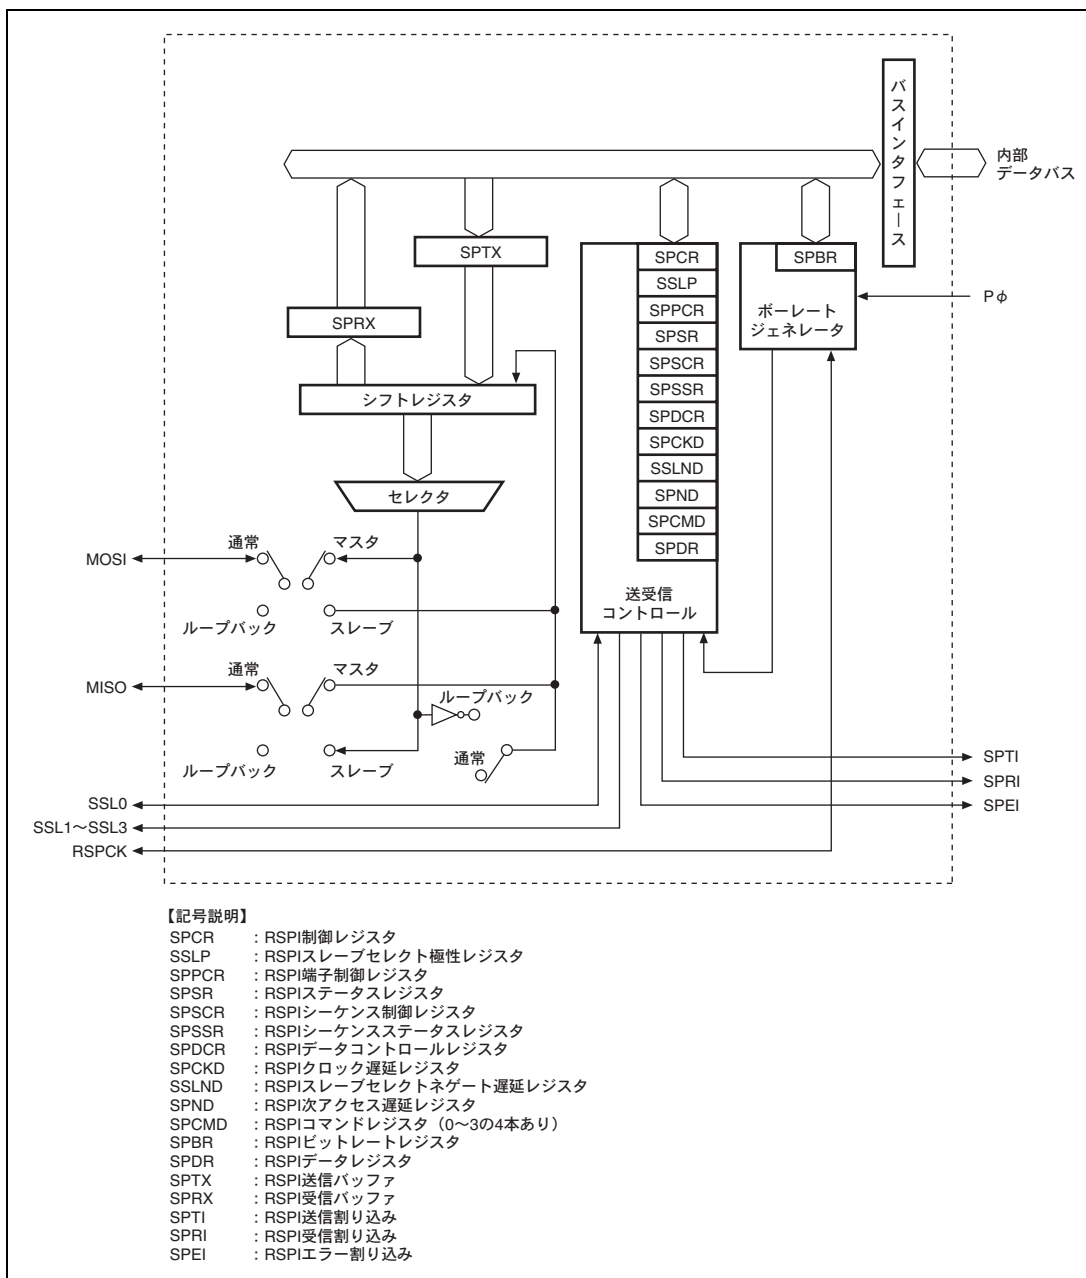 バスインタフェース
内部
データバス
SPTX
SPCR
SPBR
SSLP
Pφ
SPPCR
ボーレート
ジェネレータ
SPRX
SPSR
SPSCR
SPSSR
シフトレジスタ
SPDCR
SPCKD
SSLND
セレクタ
SPND
SPCMD
SPDR
通常
マスタ
MOSI
送受信
コントロール
ループバック
スレーブ
通常
マスタ
MISO
ループバック
通常
ループバック
スレーブ
SPTI
SPRI
SSL0
SPEI
SSL1～SSL3
RSPCK
【記号説明】
SPCR : RSPI制御レジスタ
SSLP : RSPIスレーブセレクト極性レジスタ
SPPCR : RSPI端子制御レジスタ
SPSR : RSPIステータスレジスタ
SPSCR : RSPIシーケンス制御レジスタ
SPSSR : RSPIシーケンスステータスレジスタ
SPDCR : RSPIデータコントロールレジスタ
SPCKD : RSPIクロック遅延レジスタ
SSLND : RSPIスレーブセレクトネゲート遅延レジスタ
SPND : RSPI次アクセス遅延レジスタ
SPCMD : RSPIコマンドレジスタ（0～3の4本あり）
SPBR : RSPIビットレートレジスタ
SPDR : RSPIデータレジスタ
SPTX : RSPI送信バッファ
SPRX : RSPI受信バッファ
SPTI : RSPI送信割り込み
SPRI : RSPI受信割り込み
SPEI : RSPIエラー割り込み